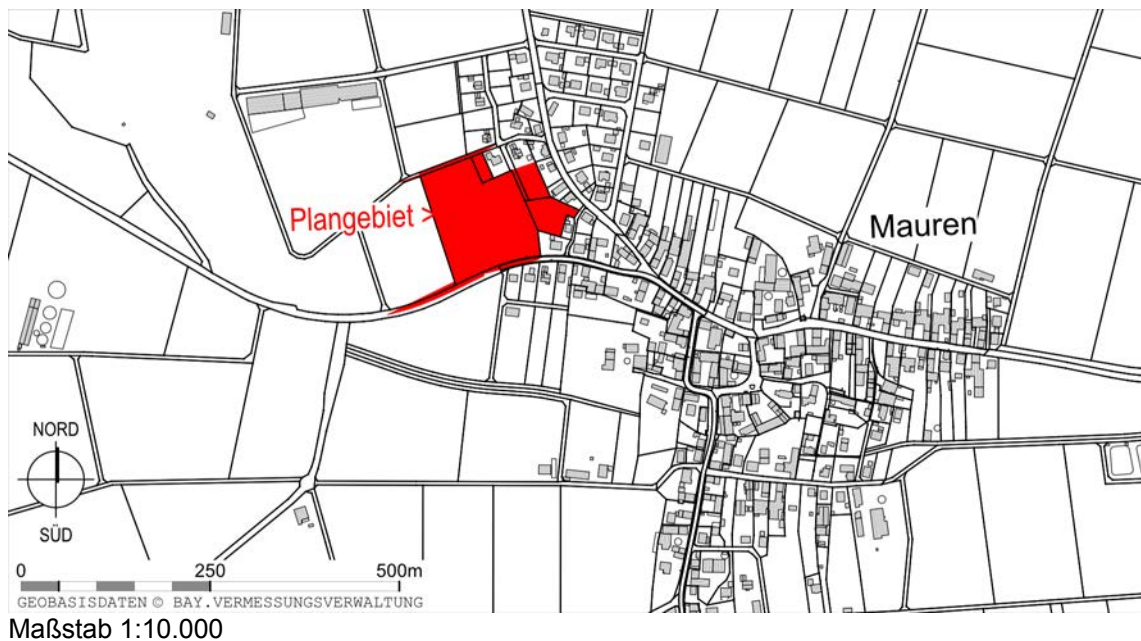 Mauren
Plangebiet >
NORD
SÜD
0 250 500m
GEOBASISDATEN © BAY.VERMESSUNGSVERWALTUNG
Maßstab 1:10.000